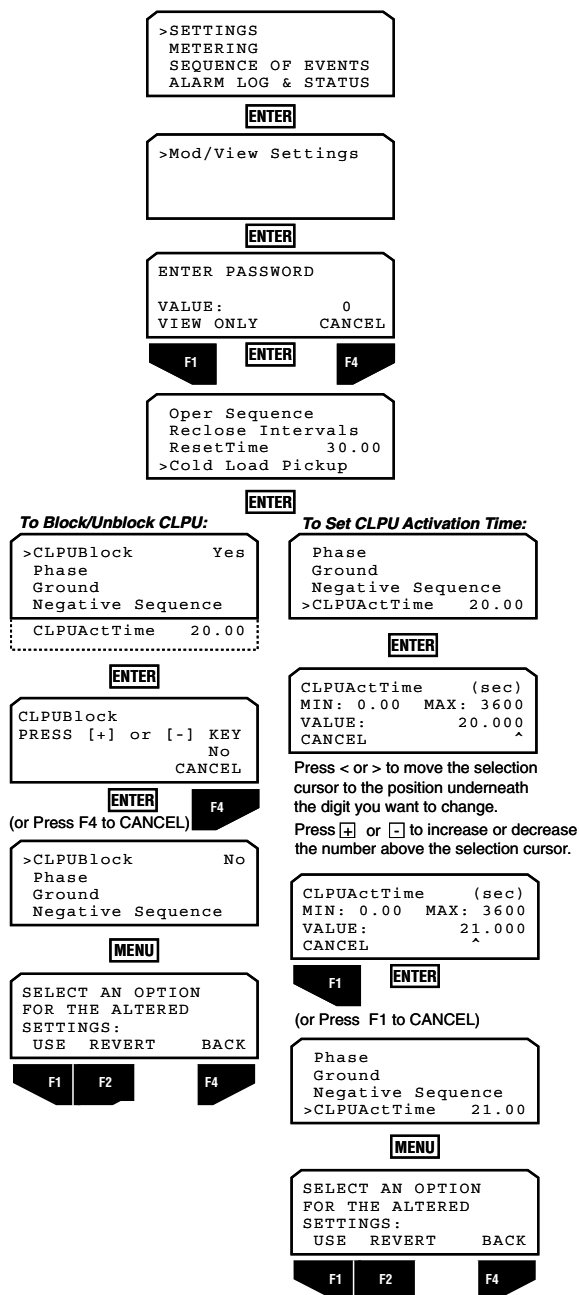 >SETTINGS
METERING
SEQUENCE OF EVENTS
ALARM LOG & STATUS
ENTER
>Mod/View Settings
ENTER
ENTER PASSWORD
VALUE: 0
VIEW ONLY CANCEL
F1 ENTER F4
Oper Sequence
Reclose Intervals
ResetTime 30.00
>Cold Load Pickup
ENTER
To Block/Unblock CLPU:
>CLPUBlock Yes
Phase
Ground
Negative Sequence
CLPUActTime 20.00
ENTER
CLPUBlock
PRESS [+] or [-] KEY
No
CANCEL
ENTER F4
(or Press F4 to CANCEL)
>CLPUBlock No
Phase
Ground
Negative Sequence
MENU
SELECT AN OPTION
FOR THE ALTERED
SETTINGS:
USE REVERT BACK
F1 F2 F4
To Set CLPU Activation Time:
Phase
Ground
Negative Sequence
>CLPUActTime 20.00
ENTER
CLPUActTime (sec)
MIN: 0.00 MAX: 3600
VALUE: 20.000
CANCEL ^
Press < or > to move the selection
cursor to the position underneath
the digit you want to change.
Press + or - to increase or decrease
the number above the selection cursor.
CLPUActTime (sec)
MIN: 0.00 MAX: 3600
VALUE: 21.000
CANCEL ^
F1 ENTER
(or Press F1 to CANCEL)
Phase
Ground
Negative Sequence
>CLPUActTime 21.00
MENU
SELECT AN OPTION
FOR THE ALTERED
SETTINGS:
USE REVERT BACK
F1 F2 F4